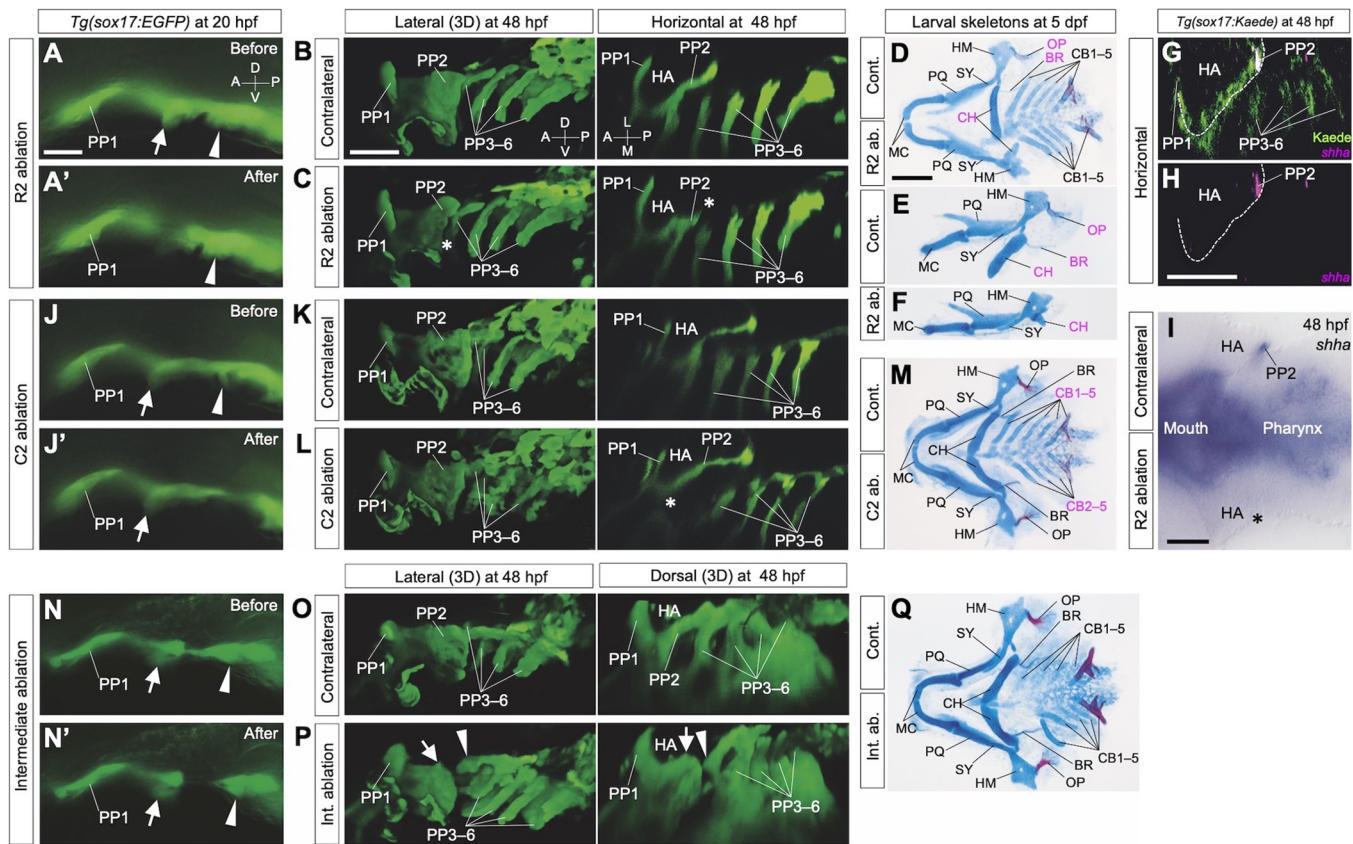 Tg(sox17:EGFP) at 20 hpf
Lateral (3D) at 48 hpf
Horizontal at 48 hpf
Larval skeletons at 5 dpf
Tg(sox17:Kaede) at 48 hpf
R2 ablation
A
Before
D
A P
V
PP1
A’
After
PP1
Contralateral
B
PP2
PP1
PP3–6
D
A P
V
PP1
HA
PP2
L
A P
M
PP3–6
R2 ablation
C
PP2
PP1
*
PP3–6
PP1
HA
PP2
*
PP3–6
Cont.
R2 ab.
D
HM
OP
BR
CB1–5
SY
PQ
CH
MC
PQ
SY
HM
CB1–5
Cont.
E
PQ
OP
SY
BR
MC
CH
R2 ab.
F
PQ
HM
MC
SY
CH
Horizontal
G
HA
PP2
PP1
PP3–6
Kaede
shha
H
HA
PP2
shha
C2 ablation
J
Before
PP1
J’
After
PP1
Contralateral
K
PP2
PP1
PP3–6
PP1
HA
PP3–6
C2 ablation
L
PP2
PP1
PP3–6
PP1
HA
PP2
*
PP3–6
Cont.
C2 ab.
M
HM
OP
BR
SY
CB1–5
PQ
CH
MC
PQ
CB2–5
SY
BR
HM
OP
Contralateral
R2 ablation
I
48 hpf
shha
HA
PP2
Mouth
Pharynx
HA
*
Lateral (3D) at 48 hpf
Dorsal (3D) at 48 hpf
Intermediate ablation
N
Before
PP1
N’
After
PP1
Contralateral
O
PP2
PP1
PP3–6
HA
PP1
PP2
PP3–6
Int. ablation
P
PP1
PP3–6
HA
PP1
PP3–6
Cont.
Int. ab.
Q
OP
HM
BR
SY
CB1–5
PQ
CH
MC
PQ
CB1–5
SY
BR
HM
OP